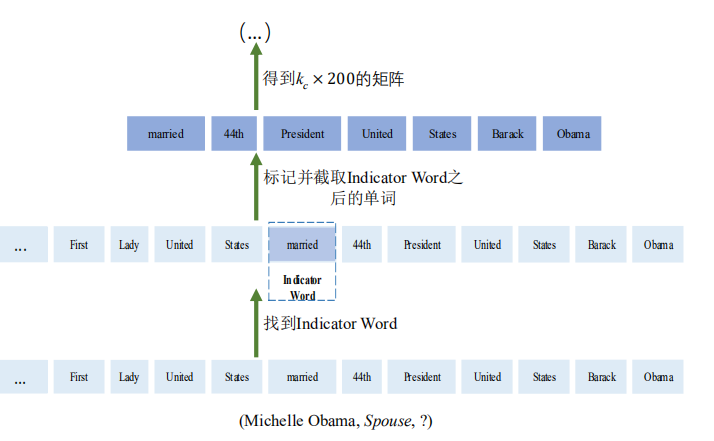 (...)
得到k_c × 200的矩阵
married 44th President United States Barack Obama
标记并截取Indicator Word之
后的单词
... First Lady United States married 44th President United States Barack Obama
Indicator
Word
找到Indicator Word
... First Lady United States married 44th President United States Barack Obama
(Michelle Obama, Spouse, ?)